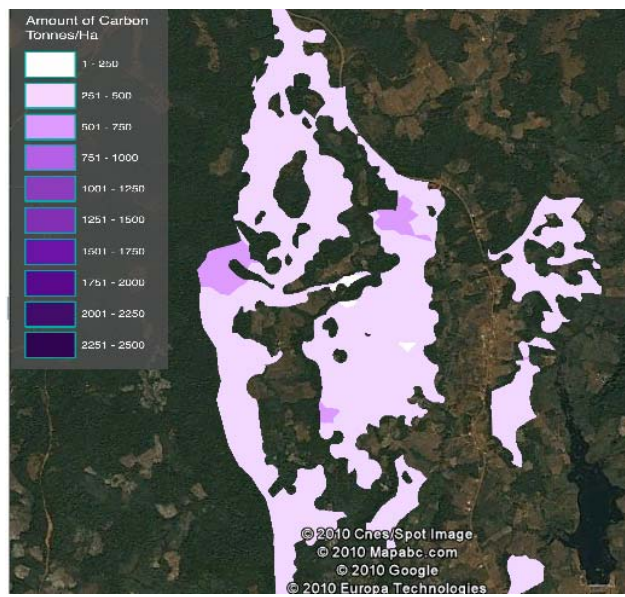 Amount of Carbon
Tonnes/Ha
1 - 250
251 - 500
501 - 750
751 - 1000
1001 - 1250
1251 - 1500
1501 - 1750
1751 - 2000
2001 - 2250
2251 - 2500
© 2010 Cnes/Spot Image
© 2010 Mapabc.com
© 2010 Google
© 2010 Europa Technologies